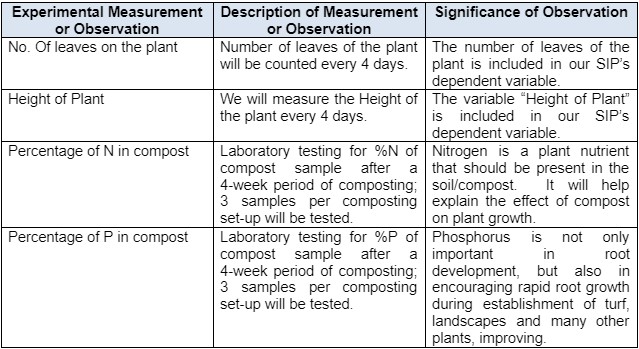 Experimental Measurement
or Observation
Description of Measurement
or Observation
Significance of Observation
No. Of leaves on the plant
Number of leaves of the plant
will be counted every 4 days.
The number of leaves of the
plant is included in our SIP's
dependent variable.
Height of Plant
We will measure the Height of
the plant every 4 days.
The variable “Height of Plant”
is included in our SIP's
dependent variable.
Percentage of N in compost
Laboratory testing for %N of
compost sample after a
4-week period of composting;
3 samples per composting
set-up will be tested.
Nitrogen is a plant nutrient
that should be present in the
soil/compost. It will help
explain the effect of compost
on plant growth.
Percentage of P in compost
Laboratory testing for %P of
compost sample after a
4-week period of composting;
3 samples per composting
set-up will be tested.
Phosphorus is not only
important in root
development, but also in
encouraging rapid root growth
during establishment of turf,
landscapes and many other
plants, improving.